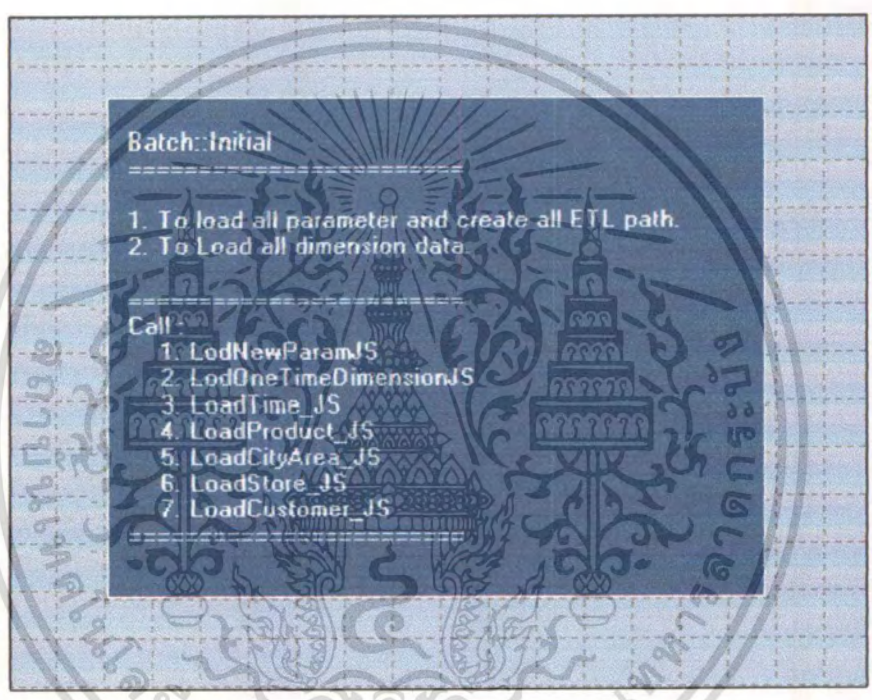 Batch::Initial
=========================
1. To load all parameter and create all ETL path.
2. To Load all dimension data.
=========================
Call :
1. LodNewParamJS
2. LodOneTimeDimensionJS
3. LoadTime_JS
4. LoadProduct_JS
5. LoadCityArea_JS
6. LoadStore_JS
7. LoadCustomer_JS
=========================